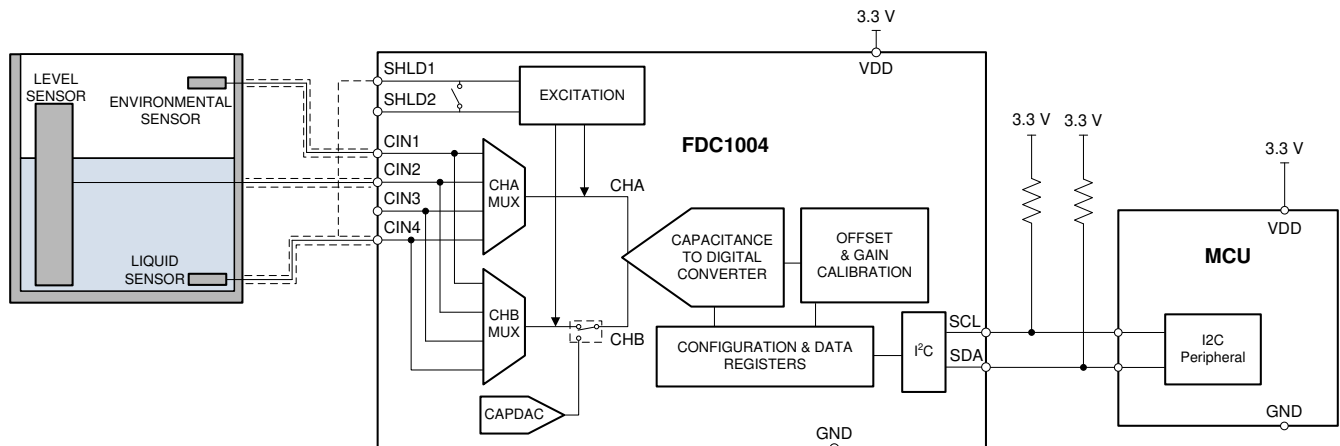 3.3 V
VDD
LEVEL
SENSOR
ENVIRONMENTAL
SENSOR
LIQUID
SENSOR
SHLD1
SHLD2
CIN1
CIN2
CIN3
CIN4
EXCITATION
FDC1004
CHA
MUX
CHA
CHB
MUX
CHB
CAPDAC
CAPACITANCE
TO DIGITAL
CONVERTER
OFFSET
& GAIN
CALIBRATION
CONFIGURATION & DATA
REGISTERS
I²C
SCL
SDA
GND
3.3 V
3.3 V
3.3 V
VDD
MCU
I2C
Peripheral
GND